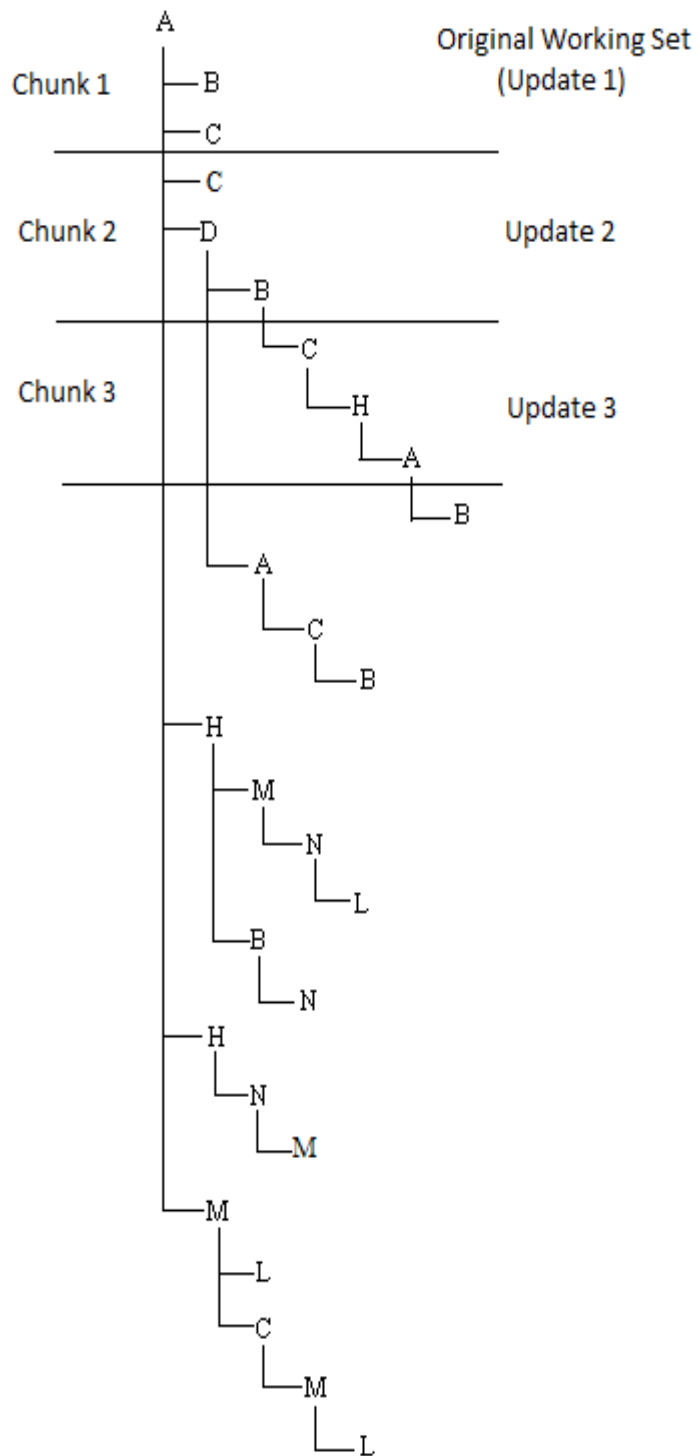 A
Original Working Set
(Update 1)
Chunk 1
B
C
C
Chunk 2
D
Update 2
B
C
Chunk 3
H
Update 3
A
B
A
C
B
H
M
N
L
B
N
H
N
M
M
L
C
M
L